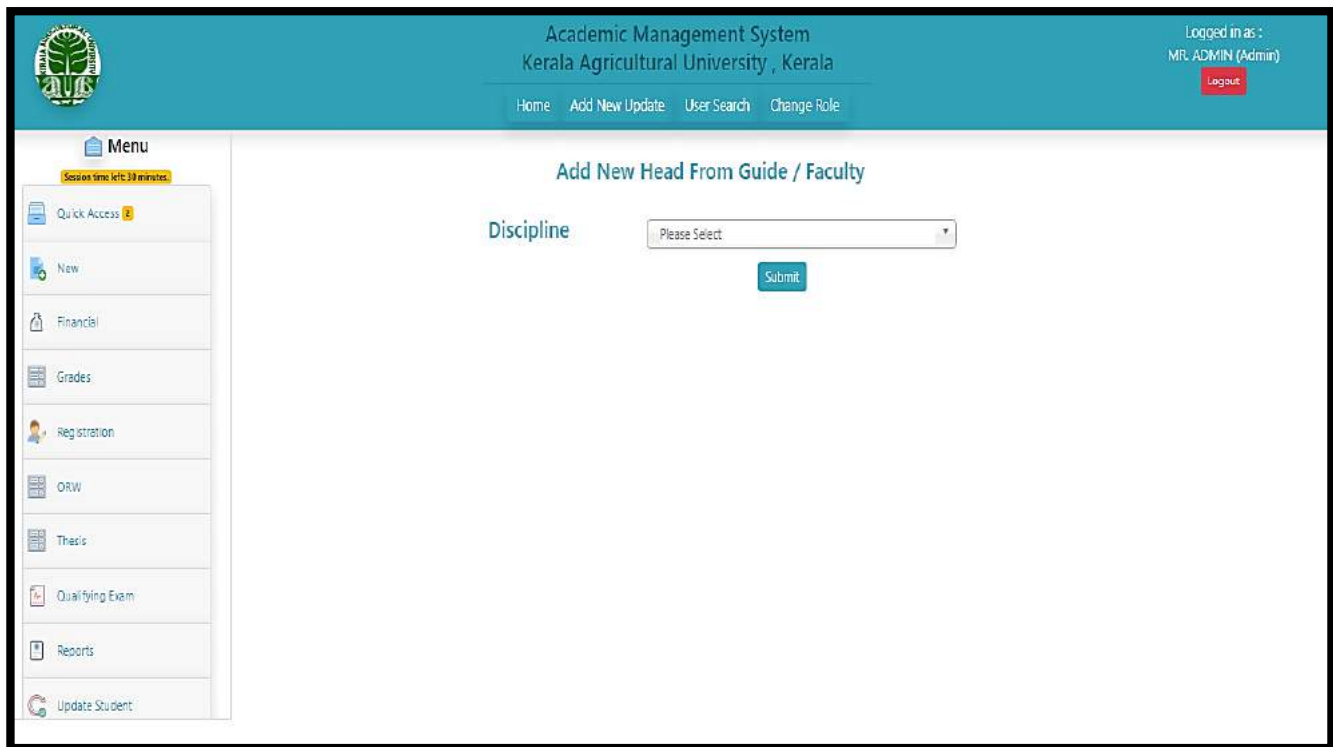 Academic Management System
Kerala Agricultural University , Kerala
Home Add New Update User Search Change Role
Logged in as :
MR. ADMIN (Admin)
Logout
Menu
Session time left: 30 minutes.
Quick Access 2
New
Financial
Grades
Registration
ORW
Thesis
Qualifying Exam
Reports
Update Student
Add New Head From Guide / Faculty
Discipline Please Select
Submit